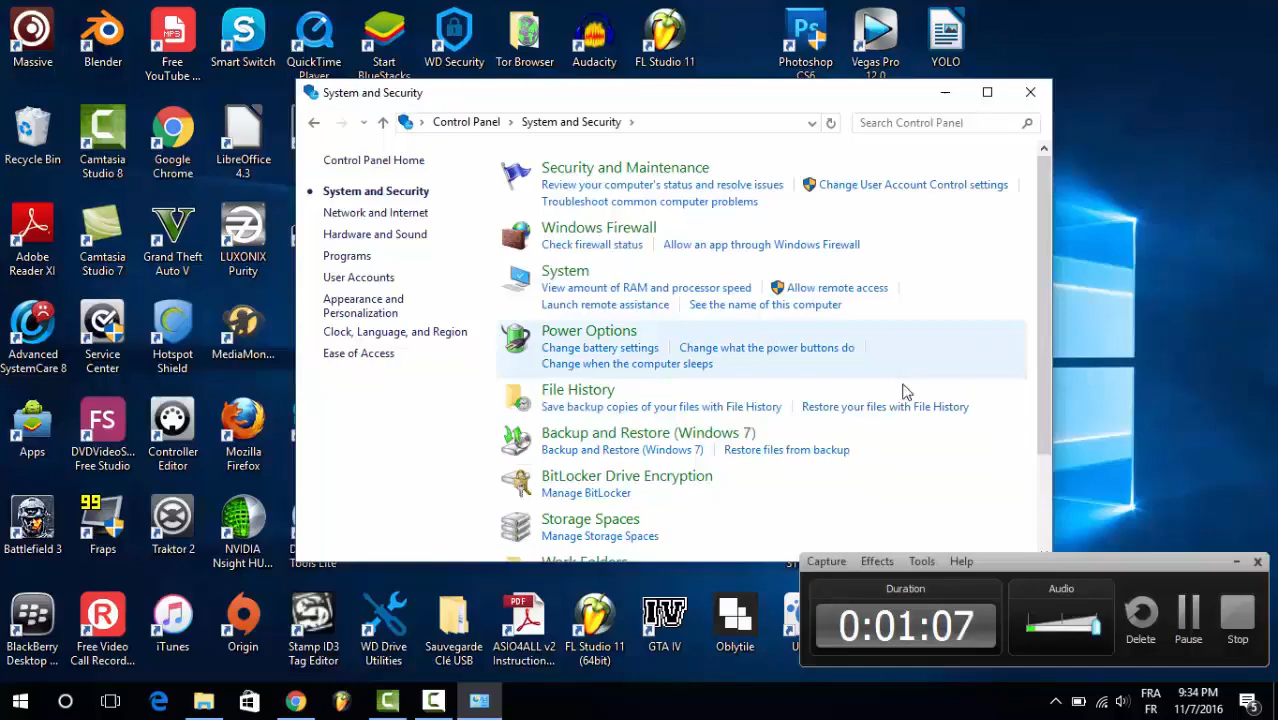 Massive
Blender
Free
YouTube ...
Smart Switch
QuickTime
Player
Start
BlueStacks
WD Security
Tor Browser
Audacity
FL Studio 11
Photoshop
CS6
Vegas Pro
12.0
YOLO
System and Security
Control Panel
System and Security
Search Control Panel
Recycle Bin
Camtasia
Studio 8
Google
Chrome
LibreOffice
4.3
Adobe
Reader XI
Camtasia
Studio 7
Grand Theft
Auto V
LUXONIX
Purity
Advanced
SystemCare 8
Service
Center
Hotspot
Shield
MediaMon...
Apps
DVDVideoS...
Free Studio
Controller
Editor
Mozilla
Firefox
Battlefield 3
99
Fraps
Traktor 2
NVIDIA
Nsight HU...
Tools Lite
Control Panel Home
System and Security
Network and Internet
Hardware and Sound
Programs
User Accounts
Appearance and
Personalization
Clock, Language, and Region
Ease of Access
Security and Maintenance
Review your computer's status and resolve issues
Change User Account Control settings
Troubleshoot common computer problems
Windows Firewall
Check firewall status
Allow an app through Windows Firewall
System
View amount of RAM and processor speed
Allow remote access
Launch remote assistance
See the name of this computer
Power Options
Change battery settings
Change what the power buttons do
Change when the computer sleeps
File History
Save backup copies of your files with File History
Restore your files with File History
Backup and Restore (Windows 7)
Backup and Restore (Windows 7)
Restore files from backup
BitLocker Drive Encryption
Manage BitLocker
Storage Spaces
Manage Storage Spaces
Work Folders
Capture
Effects
Tools
Help
Duration
0:01:07
Audio
Delete
Pause
Stop
BlackBerry
Desktop ...
Free Video
Call Record...
iTunes
Origin
Stamp ID3
Tag Editor
WD Drive
Utilities
Sauvegarde
Clé USB
PDF
ASIO4ALL v2
Instruction...
FL Studio 11
(64bit)
IV
GTA IV
Oblytile
FRA
FR
9:34 PM
11/7/2016
5